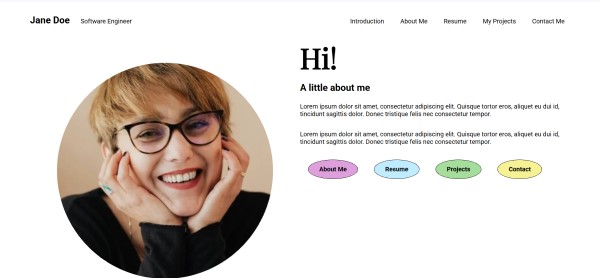 Jane Doe Software Engineer Introduction About Me Resume My Projects Contact Me
Hi!
A little about me
Lorem ipsum dolor sit amet, consectetur adipiscing elit. Quisque tortor eros, aliquet eu dui id,
tincidunt sagittis dolor. Donec tristique felis nec consectetur tempor.
Lorem ipsum dolor sit amet, consectetur adipiscing elit. Quisque tortor eros, aliquet eu dui id,
tincidunt sagittis dolor. Donec tristique felis nec consectetur tempor.
About Me Resume Projects Contact